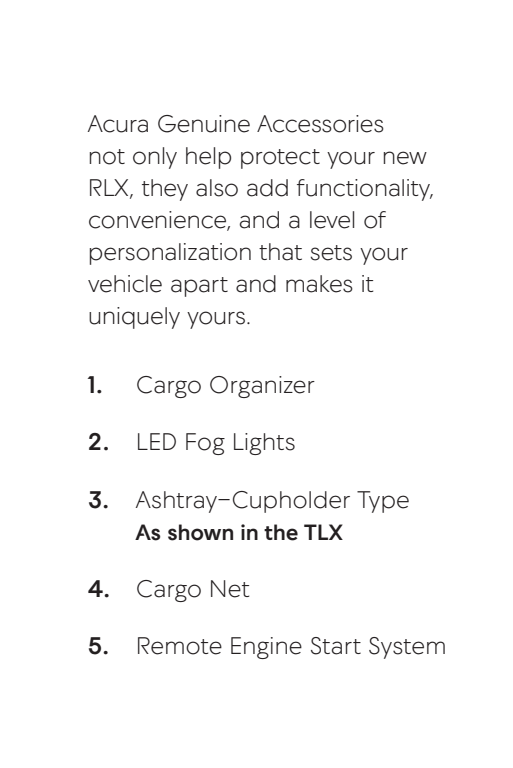 Acura Genuine Accessories
not only help protect your new
RLX, they also add functionality,
convenience, and a level of
personalization that sets your
vehicle apart and makes it
uniquely yours.
1. Cargo Organizer
2. LED Fog Lights
3. Ashtray–Cupholder Type
As shown in the TLX
4. Cargo Net
5. Remote Engine Start System